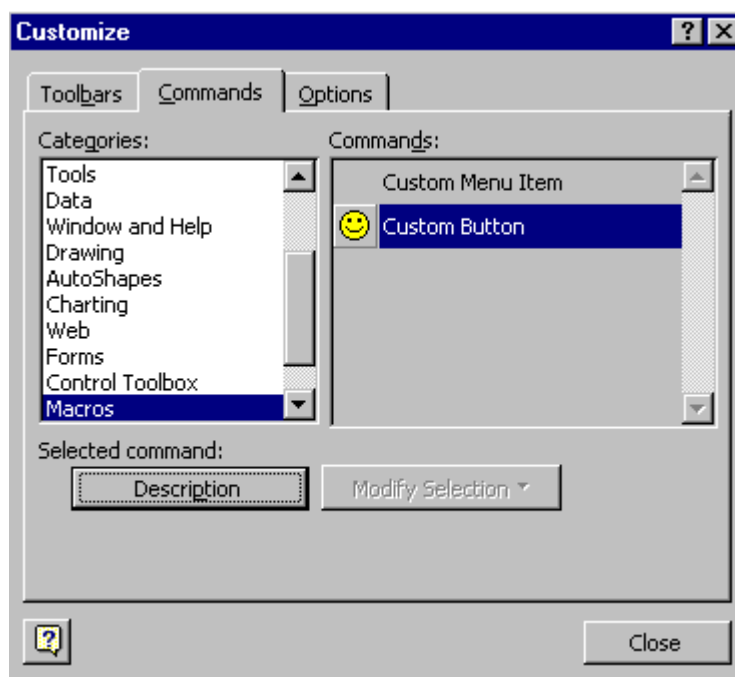 Customize
Toolbars Commands Options
Categories: Commands:
Tools
Data
Window and Help
Drawing
AutoShapes
Charting
Web
Forms
Control Toolbox
Macros
Custom Menu Item
Custom Button
Selected command:
Description Modify Selection
Close